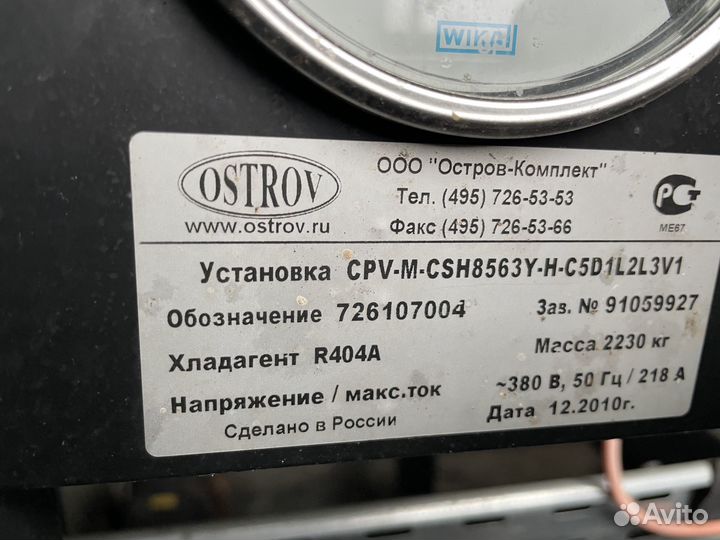 WIKA
OSTROV
www.ostrov.ru
ООО "Остров-Комплект"
Тел. (495) 726-53-53
Факс (495) 726-53-66
РСТ
МЕ67
Установка CPV-M-CSH8563Y-H-C5D1L2L3V1
Обозначение 726107004 Зав. № 91059927
Хладагент R404A Масса 2230 кг
Напряжение / макс.ток ~380 В, 50 Гц / 218 А
Сделано в России Дата 12.2010г.
Avito